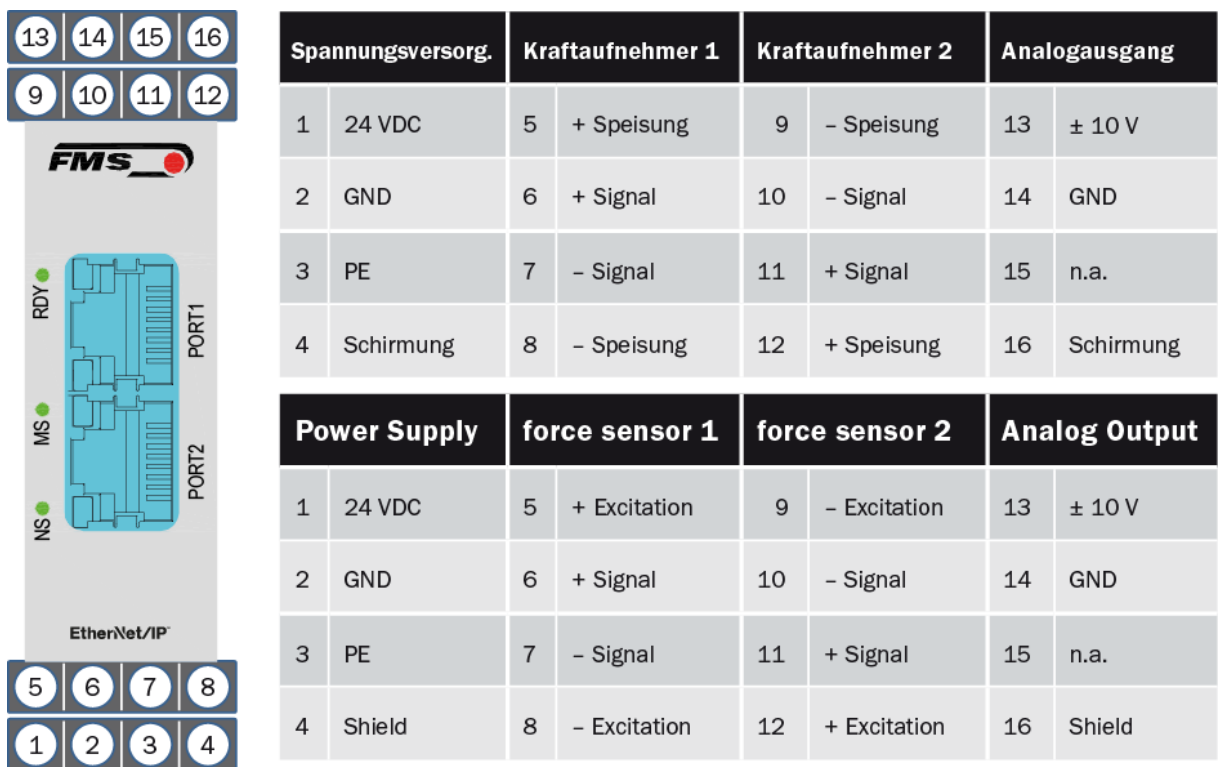 13 14 15 16
9 10 11 12
FMS
RDY
PORT1
MS
PORT2
NS
EtherNet/IP
5 6 7 8
1 2 3 4
Spannungsversorg. Kraftaufnehmer 1 Kraftaufnehmer 2 Analogausgang
1 24 VDC 5 + Speisung 9 – Speisung 13 ± 10 V
2 GND 6 + Signal 10 – Signal 14 GND
3 PE 7 – Signal 11 + Signal 15 n.a.
4 Schirmung 8 – Speisung 12 + Speisung 16 Schirmung
Power Supply force sensor 1 force sensor 2 Analog Output
1 24 VDC 5 + Excitation 9 – Excitation 13 ± 10 V
2 GND 6 + Signal 10 – Signal 14 GND
3 PE 7 – Signal 11 + Signal 15 n.a.
4 Shield 8 – Excitation 12 + Excitation 16 Shield